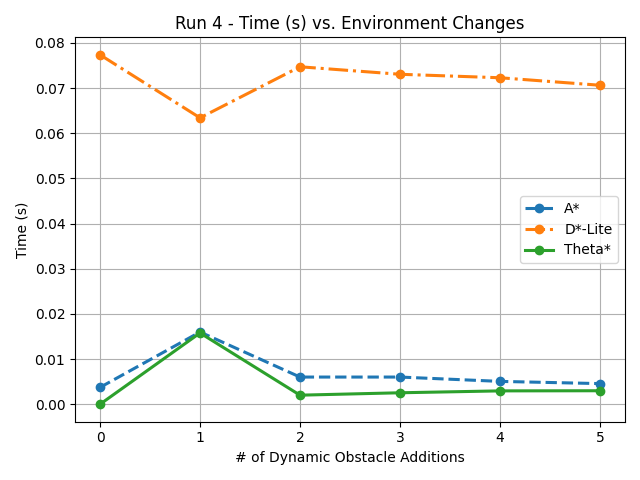 Run 4 - Time (s) vs. Environment Changes
0.08
0.07
0.06
0.05
0.04
0.03
0.02
0.01
0.00
Time (s)
A*
D*-Lite
Theta*
0 1 2 3 4 5
# of Dynamic Obstacle Additions